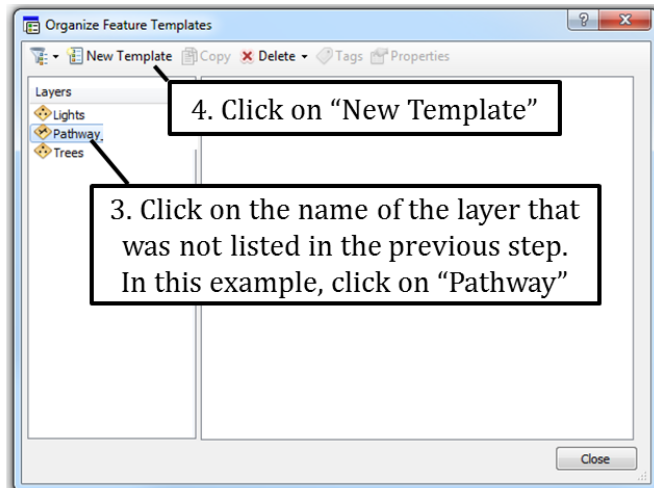 Organize Feature Templates
New Template Copy Delete Tags Properties
Layers
Lights
Pathway
Trees
4. Click on “New Template”
3. Click on the name of the layer that
was not listed in the previous step.
In this example, click on “Pathway”
Close